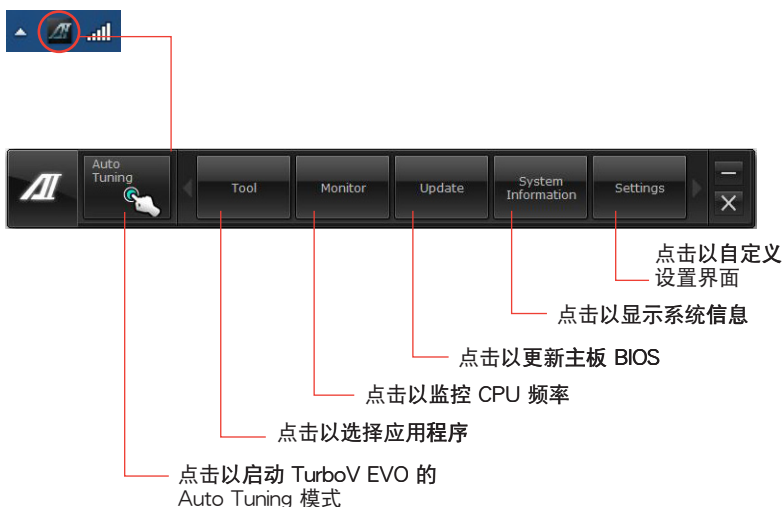 Auto
Tuning
Tool
Monitor
Update
System
Information
Settings
点击以自定义
设置界面
点击以显示系统信息
点击以更新主板 BIOS
点击以监控 CPU 频率
点击以选择应用程序
点击以启动 TurboV EVO 的
Auto Tuning 模式